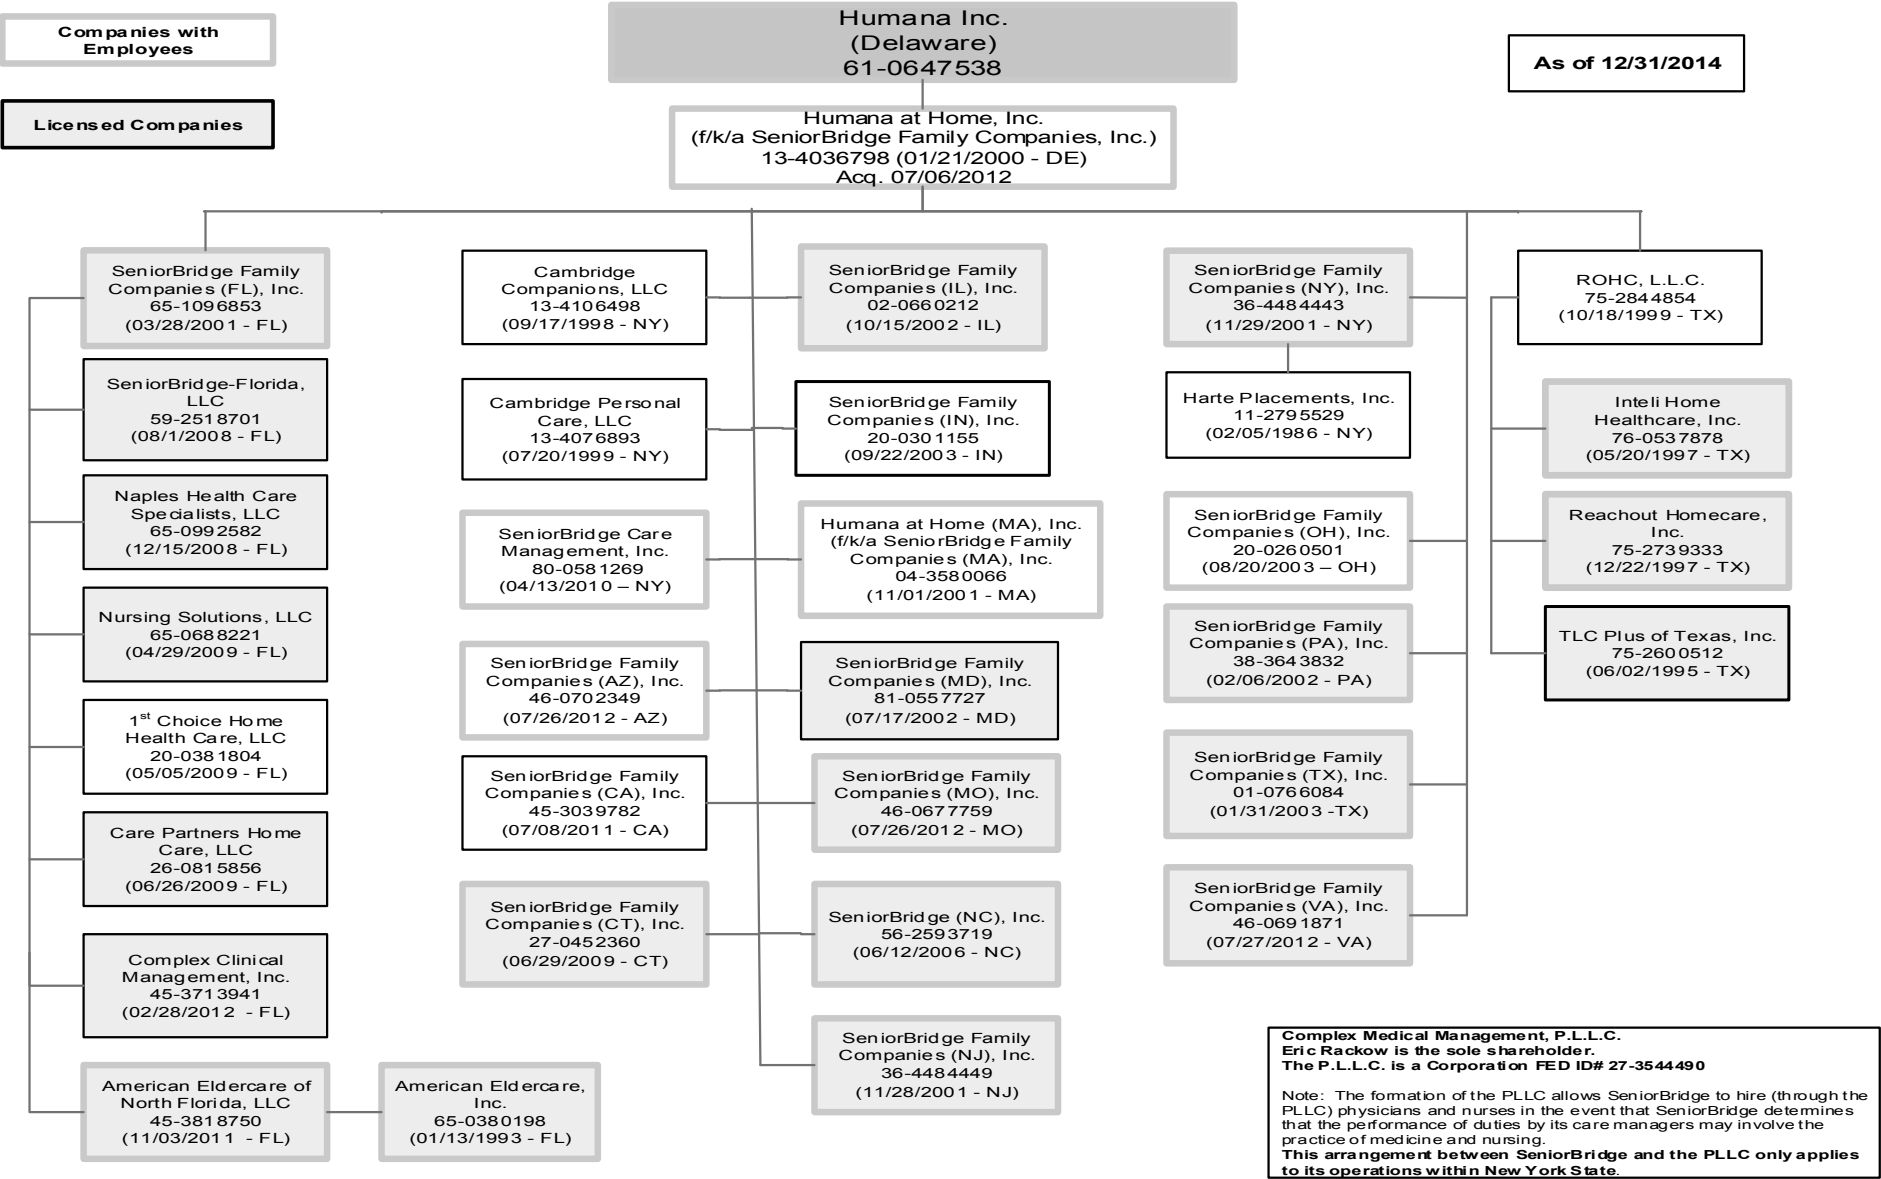 Companies with
Employees
Licensed Companies
Humana Inc.
(Delaware)
61-0647538
As of 12/31/2014
Humana at Home, Inc.
(f/k/a SeniorBridge Family Companies, Inc.)
13-4036798 (01/21/2000 - DE)
Acq. 07/06/2012
SeniorBridge Family
Companies (FL), Inc.
65-1096853
(03/28/2001 - FL)
SeniorBridge-Florida,
LLC
59-2518701
(08/1/2008 - FL)
Naples Health Care
Specialists, LLC
65-0992582
(12/15/2008 - FL)
Nursing Solutions, LLC
65-0688221
(04/29/2009 - FL)
1st Choice Home
Health Care, LLC
20-0381804
(05/05/2009 - FL)
Care Partners Home
Care, LLC
26-0815856
(06/26/2009 - FL)
Complex Clinical
Management, Inc.
45-3713941
(02/28/2012 - FL)
American Eldercare of
North Florida, LLC
45-3818750
(11/03/2011 - FL)
American Eldercare,
Inc.
65-0380198
(01/13/1993 - FL)
Cambridge
Companions, LLC
13-4106498
(09/17/1998 - NY)
Cambridge Personal
Care, LLC
13-4076893
(07/20/1999 - NY)
SeniorBridge Care
Management, Inc.
80-0581269
(04/13/2010 – NY)
SeniorBridge Family
Companies (AZ), Inc.
46-0702349
(07/26/2012 - AZ)
SeniorBridge Family
Companies (CA), Inc.
45-3039782
(07/08/2011 - CA)
SeniorBridge Family
Companies (CT), Inc.
27-0452360
(06/29/2009 - CT)
SeniorBridge Family
Companies (IL), Inc.
02-0660212
(10/15/2002 - IL)
SeniorBridge Family
Companies (IN), Inc.
20-0301155
(09/22/2003 - IN)
Humana at Home (MA), Inc.
(f/k/a SeniorBridge Family
Companies (MA), Inc.
04-3580066
(11/01/2001 - MA)
SeniorBridge Family
Companies (MD), Inc.
81-0557727
(07/17/2002 - MD)
SeniorBridge Family
Companies (MO), Inc.
46-0677759
(07/26/2012 - MO)
SeniorBridge (NC), Inc.
56-2593719
(06/12/2006 - NC)
SeniorBridge Family
Companies (NJ), Inc.
36-4484449
(11/28/2001 - NJ)
SeniorBridge Family
Companies (NY), Inc.
36-4484443
(11/29/2001 - NY)
Harte Placements, Inc.
11-2795529
(02/05/1986 - NY)
SeniorBridge Family
Companies (OH), Inc.
20-0260501
(08/20/2003 – OH)
SeniorBridge Family
Companies (PA), Inc.
38-3643832
(02/06/2002 - PA)
SeniorBridge Family
Companies (TX), Inc.
01-0766084
(01/31/2003 -TX)
SeniorBridge Family
Companies (VA), Inc.
46-0691871
(07/27/2012 - VA)
ROHC, L.L.C.
75-2844854
(10/18/1999 - TX)
Inteli Home
Healthcare, Inc.
76-0537878
(05/20/1997 - TX)
Reachout Homecare,
Inc.
75-2739333
(12/22/1997 - TX)
TLC Plus of Texas, Inc.
75-2600512
(06/02/1995 - TX)
Complex Medical Management, P.L.L.C.
Eric Rackow is the sole shareholder.
The P.L.L.C. is a Corporation FED ID# 27-3544490
Note: The formation of the PLLC allows SeniorBridge to hire (through the
PLLC) physicians and nurses in the event that SeniorBridge determines
that the performance of duties by its care managers may involve the
practice of medicine and nursing.
This arrangement between SeniorBridge and the PLLC only applies
to its operations within New York State.